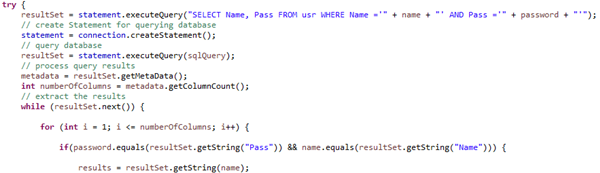 try {
resultSet = statement.executeQuery("SELECT Name, Pass FROM usr WHERE Name ='" + name + "' AND Pass ='" + password + "'");
// create Statement for querying database
statement = connection.createStatement();
// query database
resultSet = statement.executeQuery(sqlQuery);
// process query results
metadata = resultSet.getMetaData();
int numberOfColumns = metadata.getColumnCount();
// extract the results
while (resultSet.next()) {
for (int i = 1; i <= numberOfColumns; i++) {
if(password.equals(resultSet.getString("Pass")) && name.equals(resultSet.getString("Name"))) {
results = resultSet.getString(name);